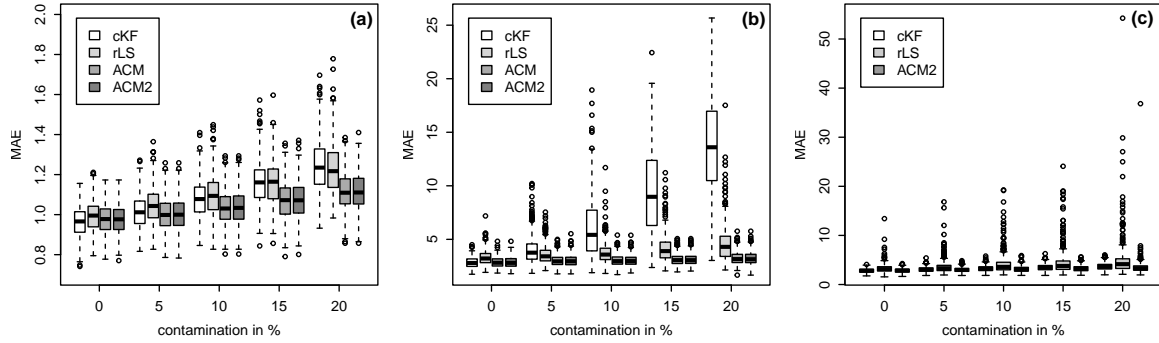 (a)
cKF
rLS
ACM
ACM2
MAE
0.8 1.0 1.2 1.4 1.6 1.8 2.0
0 5 10 15 20
contamination in %
(b)
cKF
rLS
ACM
ACM2
MAE
5 10 15 20 25
0 5 10 15 20
contamination in %
(c)
cKF
rLS
ACM2
MAE
0 10 20 30 40 50
0 5 10 15 20
contamination in %